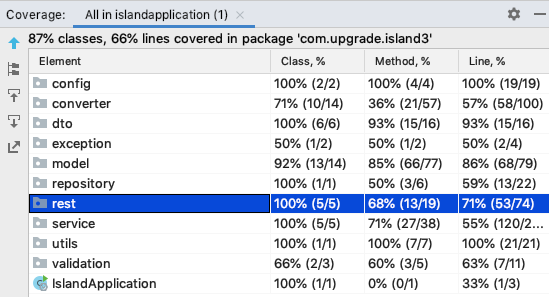 Coverage: All in islandapplication (1) ×
87% classes, 66% lines covered in package 'com.upgrade.island3'
Element Class, % Method, % Line, %
config 100% (2/2) 100% (4/4) 100% (19/19)
converter 71% (10/14) 36% (21/57) 57% (58/100)
dto 100% (6/6) 93% (15/16) 93% (15/16)
exception 50% (1/2) 50% (1/2) 50% (2/4)
model 92% (13/14) 85% (66/77) 86% (68/79)
repository 100% (1/1) 50% (3/6) 59% (13/22)
rest 100% (5/5) 68% (13/19) 71% (53/74)
service 100% (5/5) 71% (27/38) 55% (120/2...
utils 100% (1/1) 100% (7/7) 100% (21/21)
validation 66% (2/3) 60% (3/5) 63% (7/11)
IslandApplication 100% (1/1) 0% (0/1) 33% (1/3)